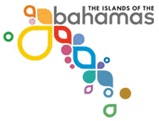 THE ISLANDS OF THE
bahamas